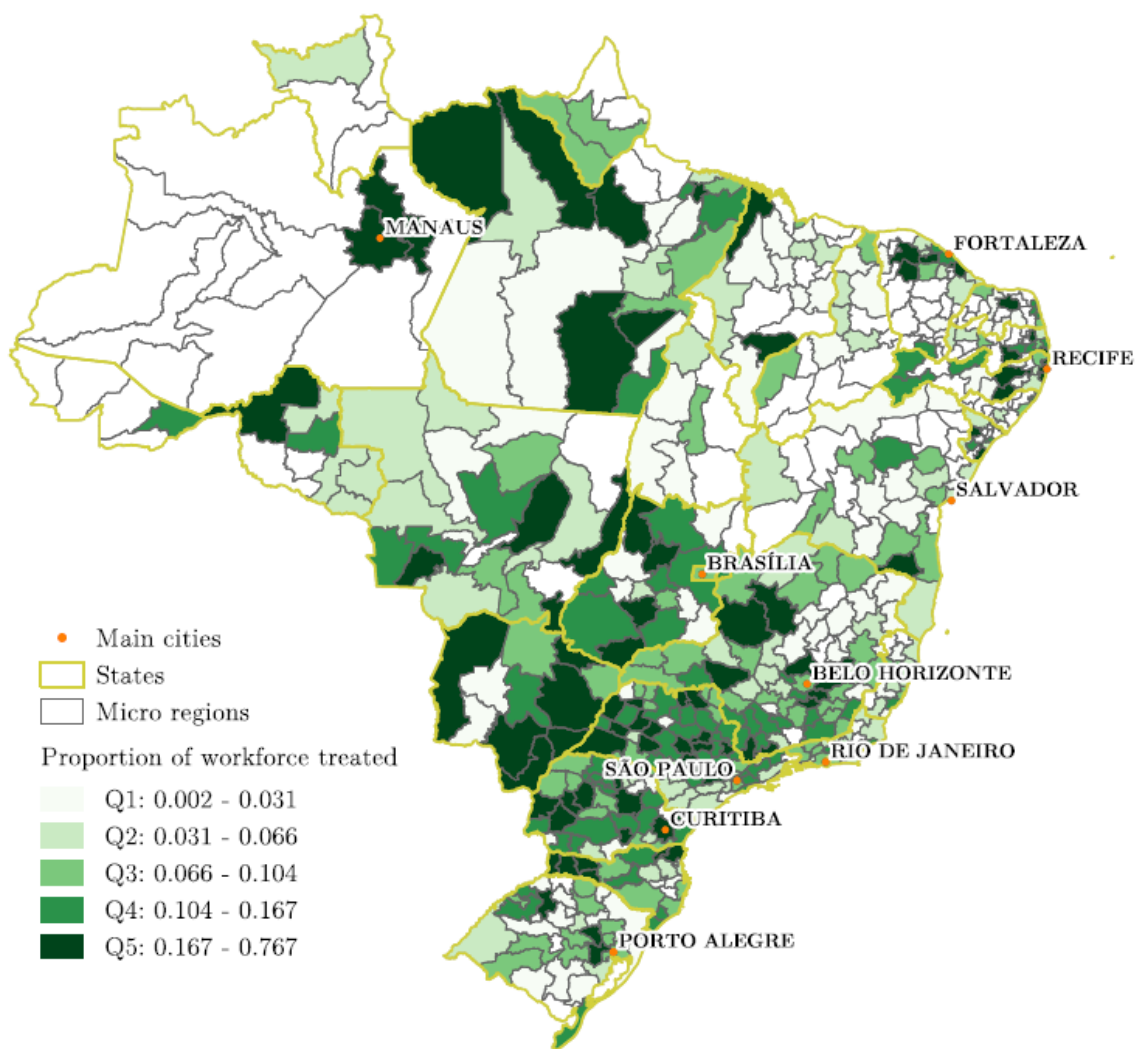 MANAUS
FORTALEZA
RECIFE
SALVADOR
BRASÍLIA
BELO HORIZONTE
RIO DE JANEIRO
SÃO PAULO
CURITIBA
PORTO ALEGRE
Main cities
States
Micro regions
Proportion of workforce treated
Q1: 0.002 - 0.031
Q2: 0.031 - 0.066
Q3: 0.066 - 0.104
Q4: 0.104 - 0.167
Q5: 0.167 - 0.767